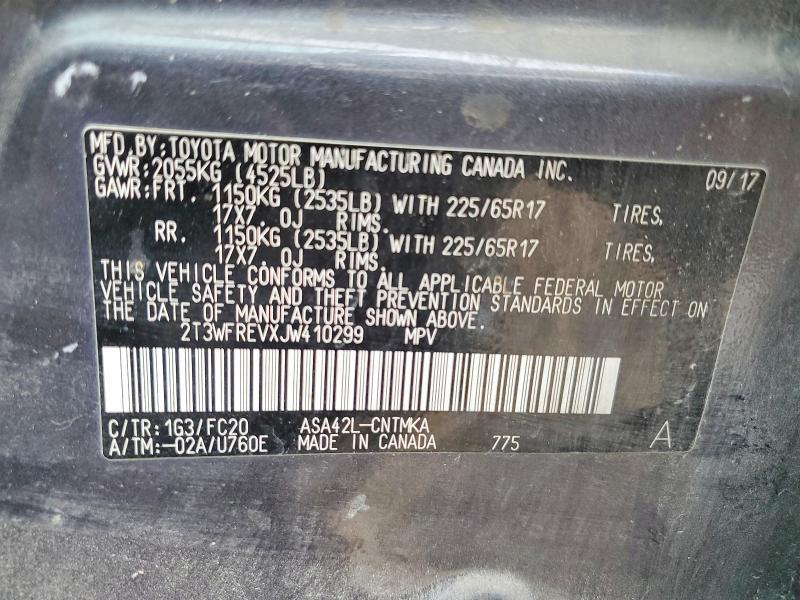 MFD. BY: TOYOTA MOTOR MANUFACTURING CANADA INC. 09/17
GVWR: 2055KG (4525LB)
GAWR: FRT. 1150KG (2535LB) WITH 225/65R17 TIRES,
17X7. 0J RIMS.
RR. 1150KG (2535LB) WITH 225/65R17 TIRES,
17X7. 0J RIMS.
THIS VEHICLE CONFORMS TO ALL APPLICABLE FEDERAL MOTOR
VEHICLE SAFETY AND THEFT PREVENTION STANDARDS IN EFFECT ON
THE DATE OF MANUFACTURE SHOWN ABOVE.
2T3WFREVXJW410299 MPV
C/TR: 1G3/FC20 ASA42L-CNTMKA
A/TM: -02A/U760E MADE IN CANADA 775 A